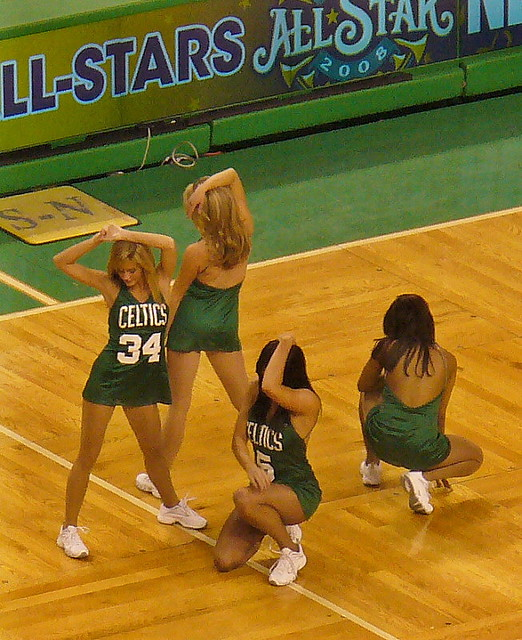 LL-STARS
ALL STAR
2008
N
S-N
CELTICS
34
ELTICS
5